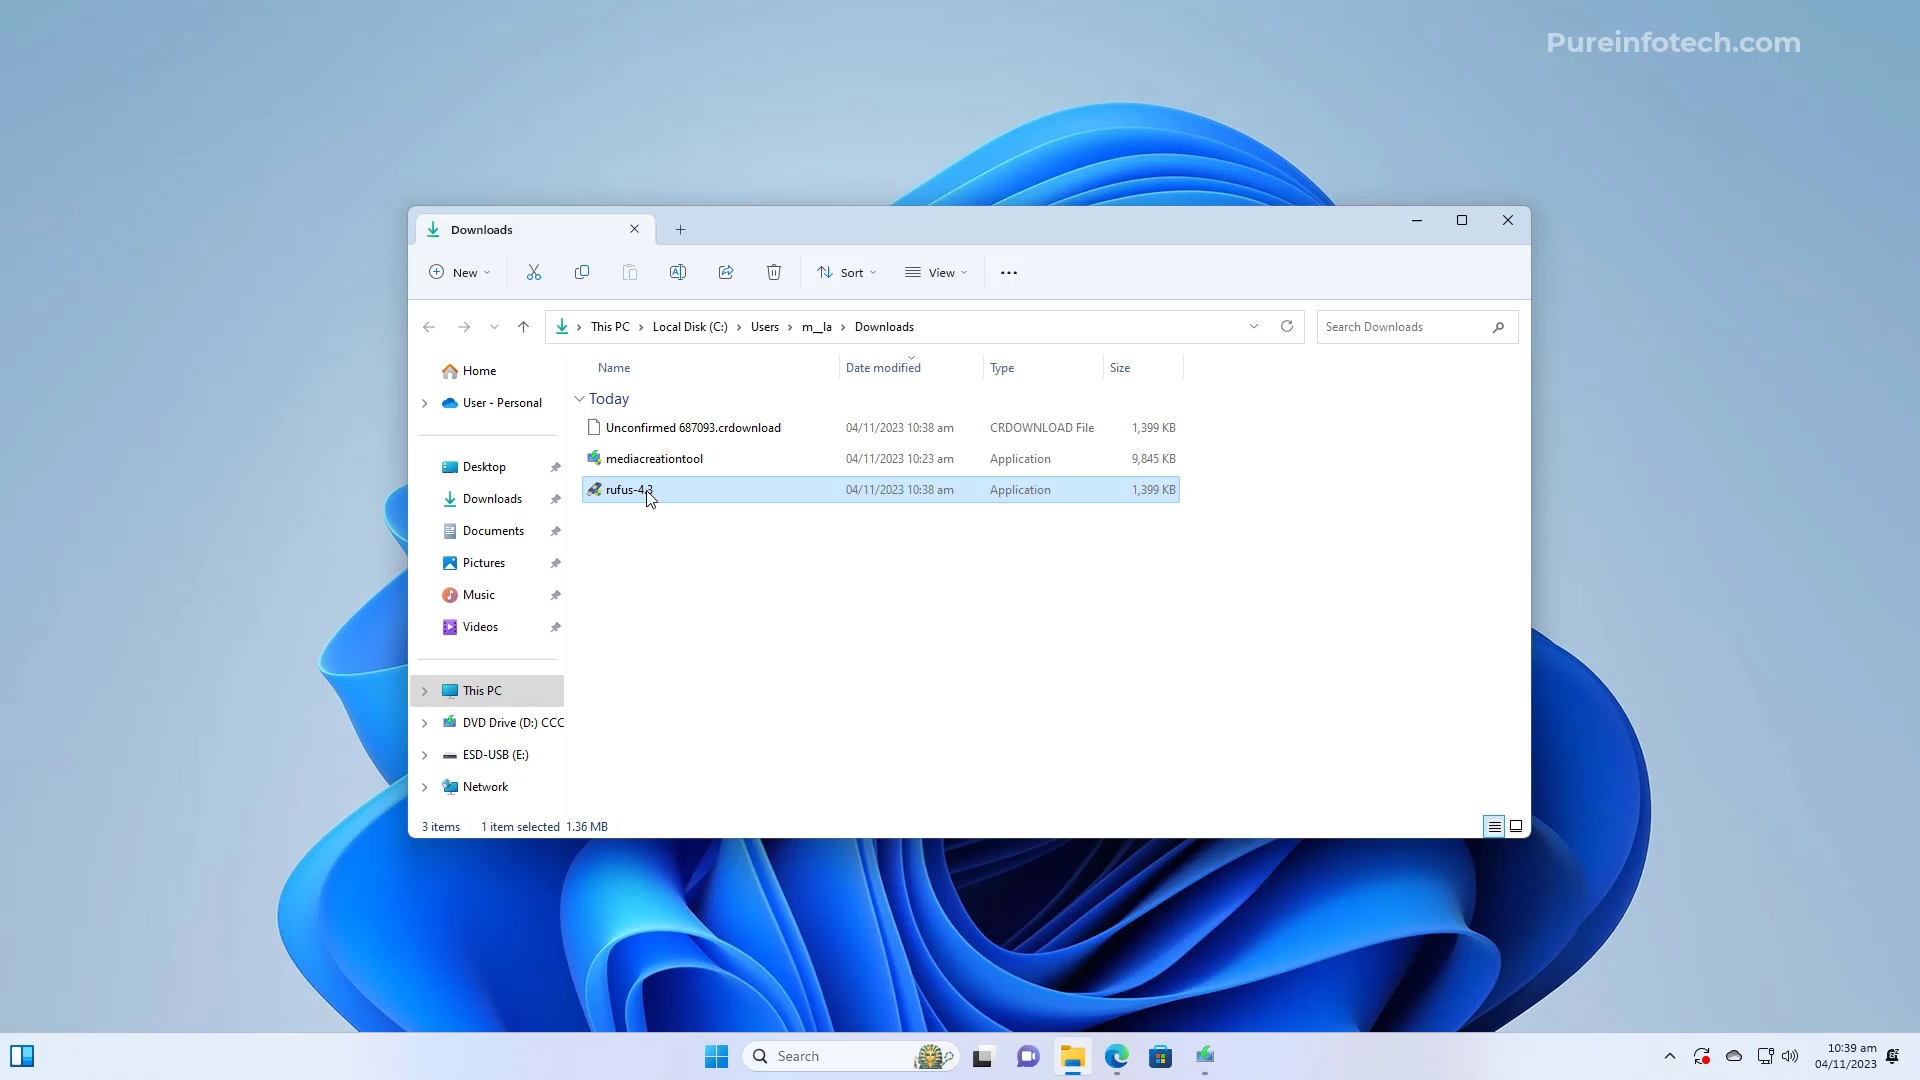 Pureinfotech.com
Downloads
New
Sort
View
This PC
Local Disk (C:)
Users
m__la
Downloads
Search Downloads
Name
Date modified
Type
Size
Home
User - Personal
Desktop
Downloads
Documents
Pictures
Music
Videos
This PC
DVD Drive (D:) CCC
ESD-USB (E:)
Network
Today
Unconfirmed 687093.crdownload 04/11/2023 10:38 am CRDOWNLOAD File 1,399 KB
mediacreationtool 04/11/2023 10:23 am Application 9,845 KB
rufus-4.3 04/11/2023 10:38 am Application 1,399 KB
3 items 1 item selected 1.36 MB
Search
10:39 am
04/11/2023